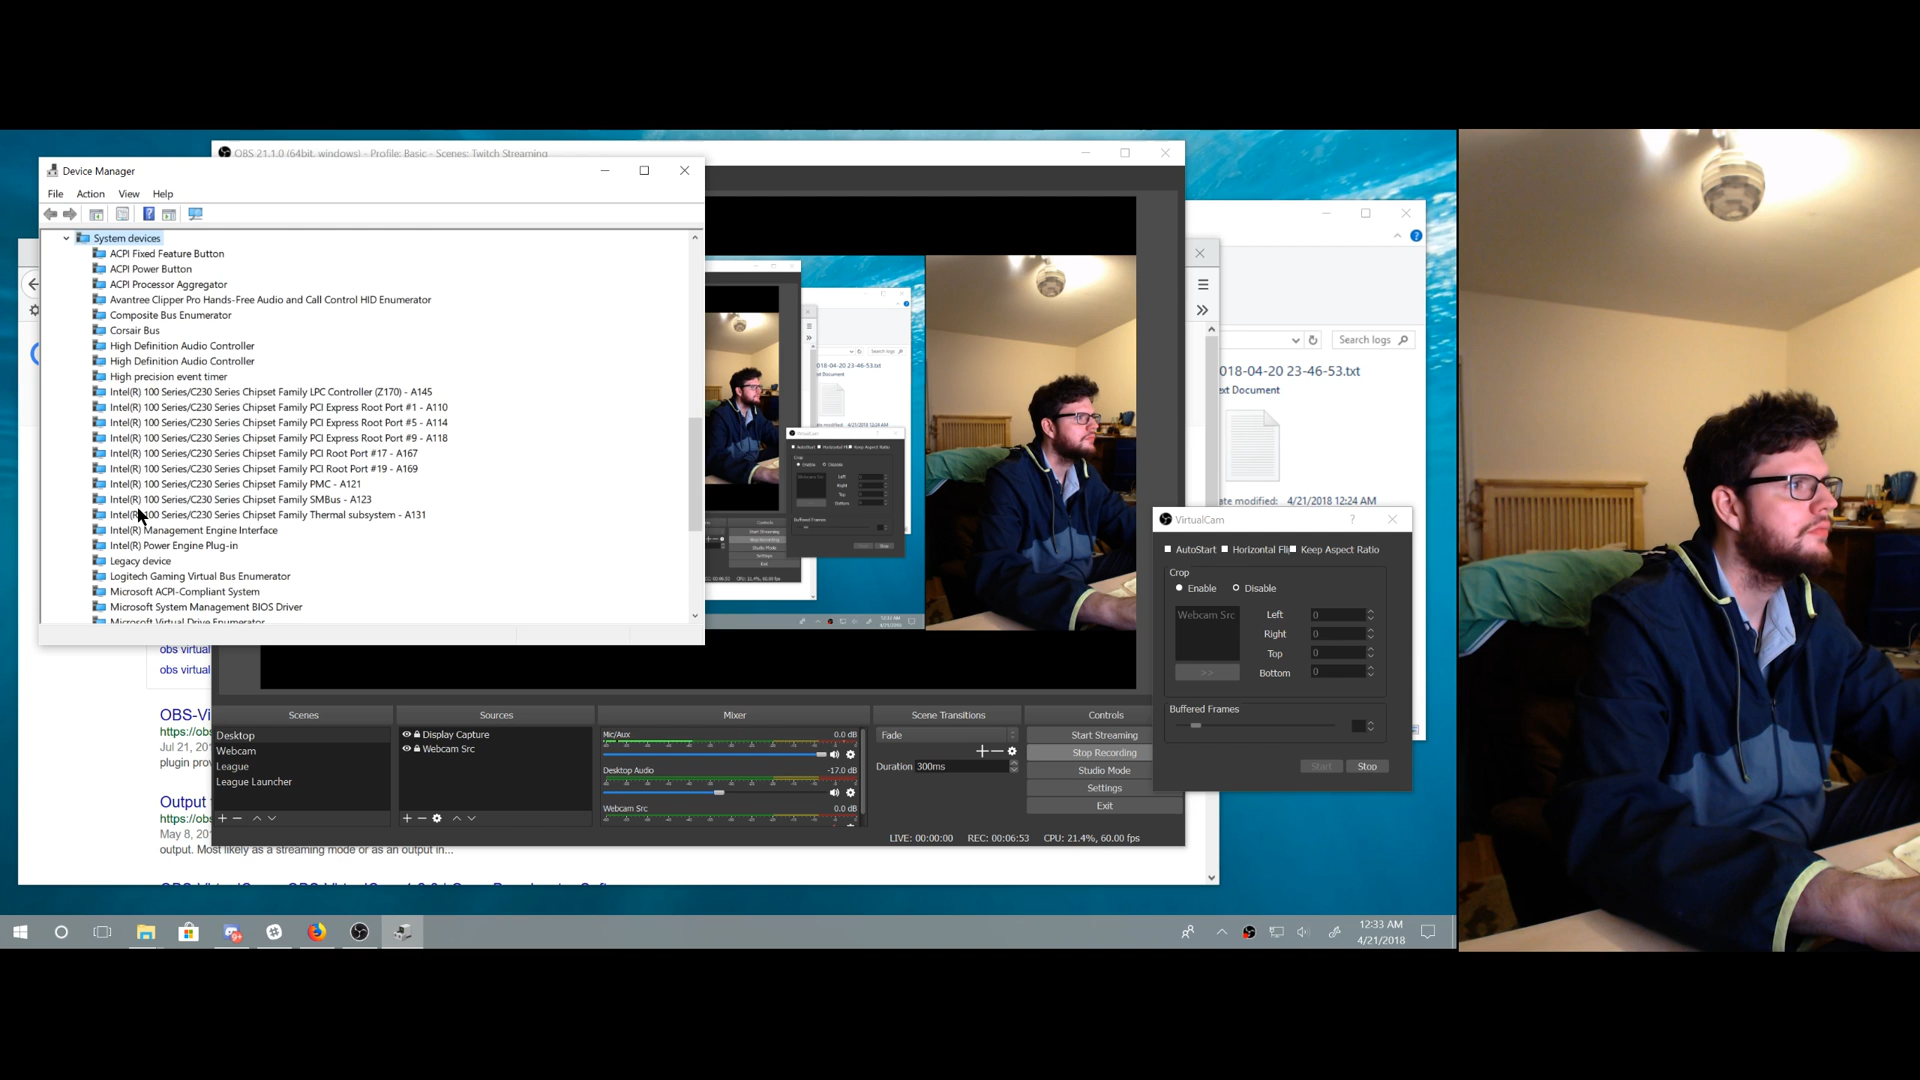 OBS 21.1.0 (64bit, windows) - Profile: Basic - Scenes: Twitch Streaming
Device Manager
File Action View Help
System devices
ACPI Fixed Feature Button
ACPI Power Button
ACPI Processor Aggregator
Avantree Clipper Pro Hands-Free Audio and Call Control HID Enumerator
Composite Bus Enumerator
Corsair Bus
High Definition Audio Controller
High Definition Audio Controller
High precision event timer
Intel(R) 100 Series/C230 Series Chipset Family LPC Controller (Z170) - A145
Intel(R) 100 Series/C230 Series Chipset Family PCI Express Root Port #1 - A110
Intel(R) 100 Series/C230 Series Chipset Family PCI Express Root Port #5 - A114
Intel(R) 100 Series/C230 Series Chipset Family PCI Express Root Port #9 - A118
Intel(R) 100 Series/C230 Series Chipset Family PCI Root Port #17 - A167
Intel(R) 100 Series/C230 Series Chipset Family PCI Root Port #19 - A169
Intel(R) 100 Series/C230 Series Chipset Family PMC - A121
Intel(R) 100 Series/C230 Series Chipset Family SMBus - A123
Intel(R) 100 Series/C230 Series Chipset Family Thermal subsystem - A131
Intel(R) Management Engine Interface
Intel(R) Power Engine Plug-in
Legacy device
Logitech Gaming Virtual Bus Enumerator
Microsoft ACPI-Compliant System
Microsoft System Management BIOS Driver
Microsoft Virtual Drive Enumerator
Search logs
018-04-20 23-46-53.txt
ext Document
ate modified: 4/21/2018 12:24 AM
VirtualCam
AutoStart Horizontal Fli Keep Aspect Ratio
Crop
Enable Disable
Webcam Src
Left 0
Right 0
Top 0
Bottom 0
>>
Buffered Frames
Start Stop
obs virtual
obs virtual
OBS-Vi
https://obs
Jul 21, 20
plugin prov
Output
https://obs
May 8, 20
output. Most likely as a streaming mode or as an output in...
Scenes
Desktop
Webcam
League
League Launcher
Sources
Display Capture
Webcam Src
Mixer
Mic/Aux 0.0 dB
Desktop Audio -17.0 dB
Webcam Src 0.0 dB
Scene Transitions
Fade
Duration 300ms
Controls
Start Streaming
Stop Recording
Studio Mode
Settings
Exit
LIVE: 00:00:00 REC: 00:06:53 CPU: 21.4%, 60.00 fps
12:33 AM
4/21/2018